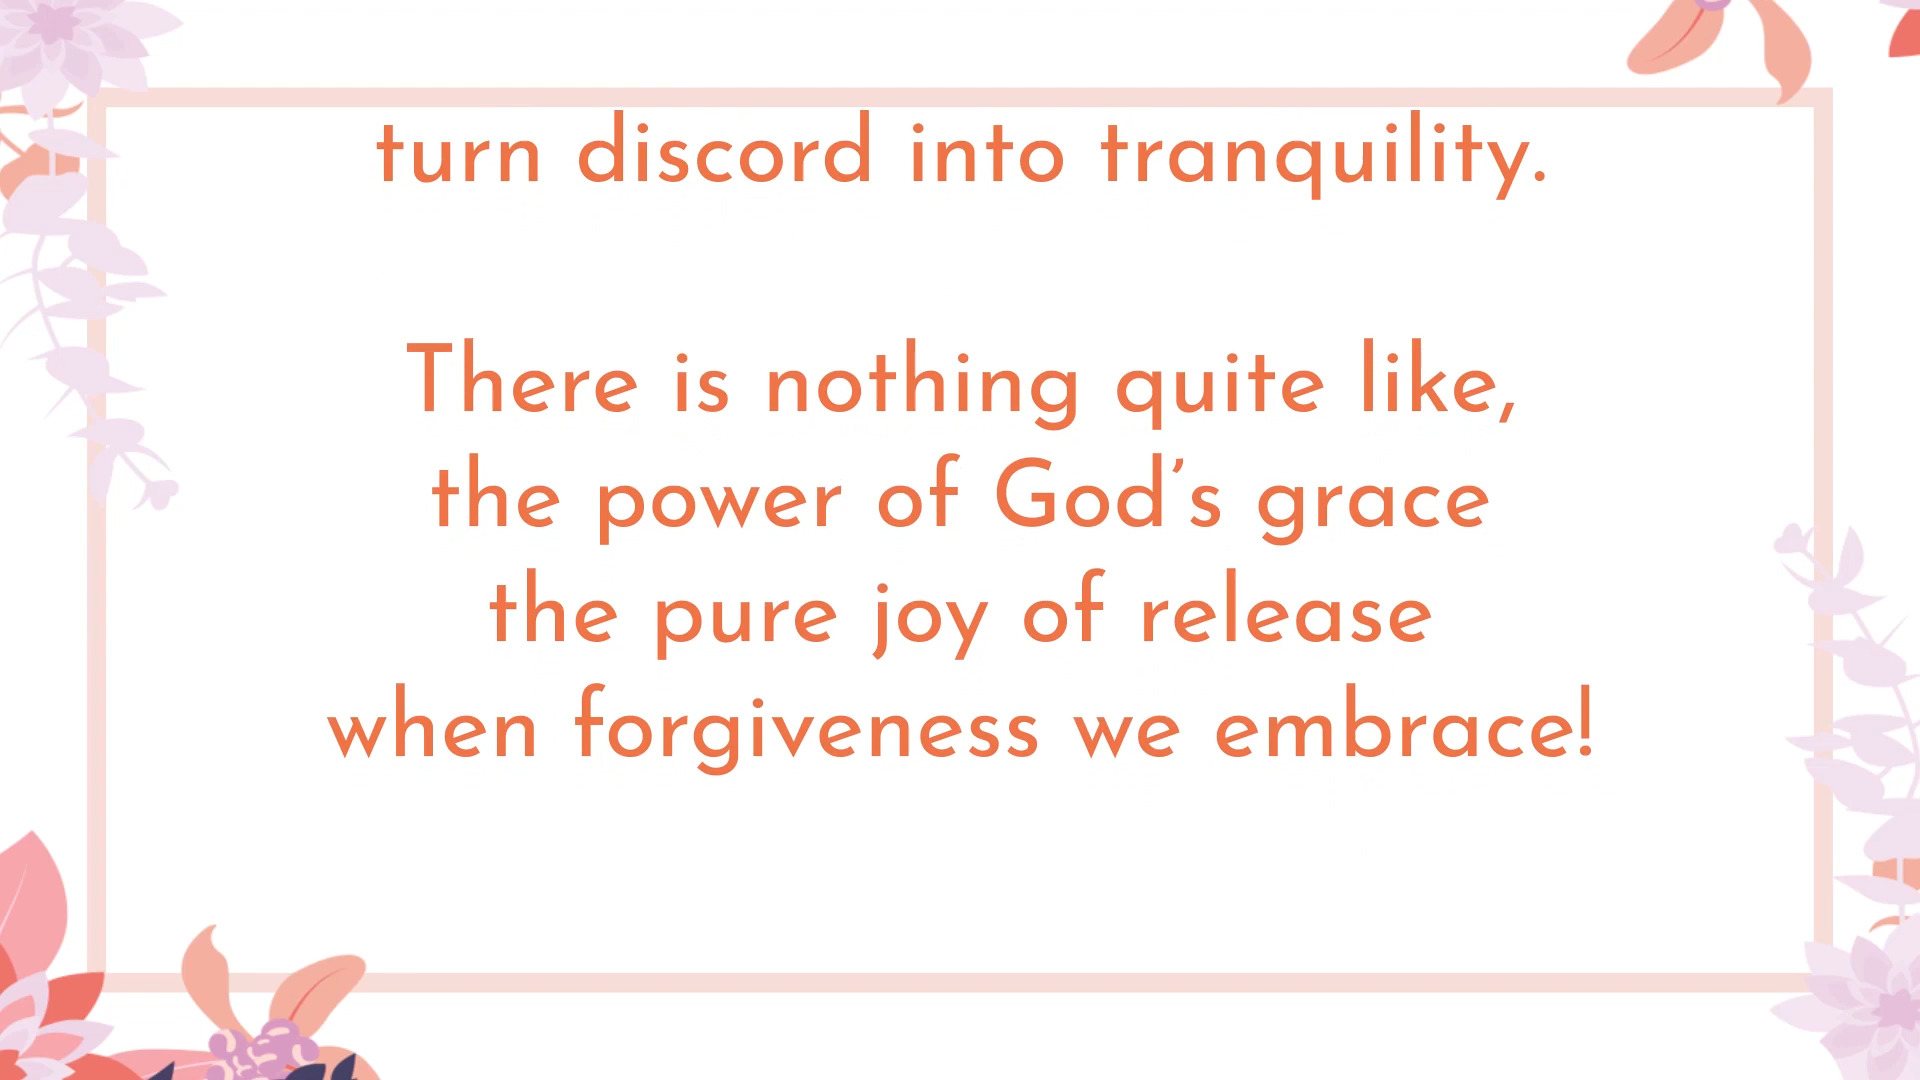 turn discord into tranquility.
There is nothing quite like,
the power of God’s grace
the pure joy of release
when forgiveness we embrace!